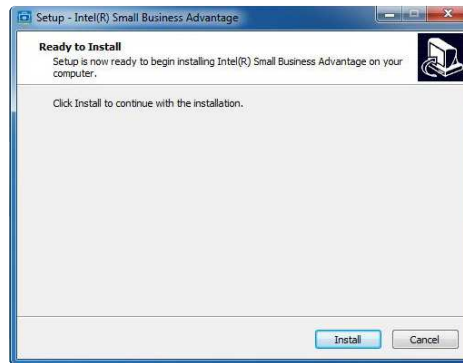 Setup - Intel(R) Small Business Advantage
Ready to Install
Setup is now ready to begin installing Intel(R) Small Business Advantage on your
computer.
Click Install to continue with the installation.
Install
Cancel